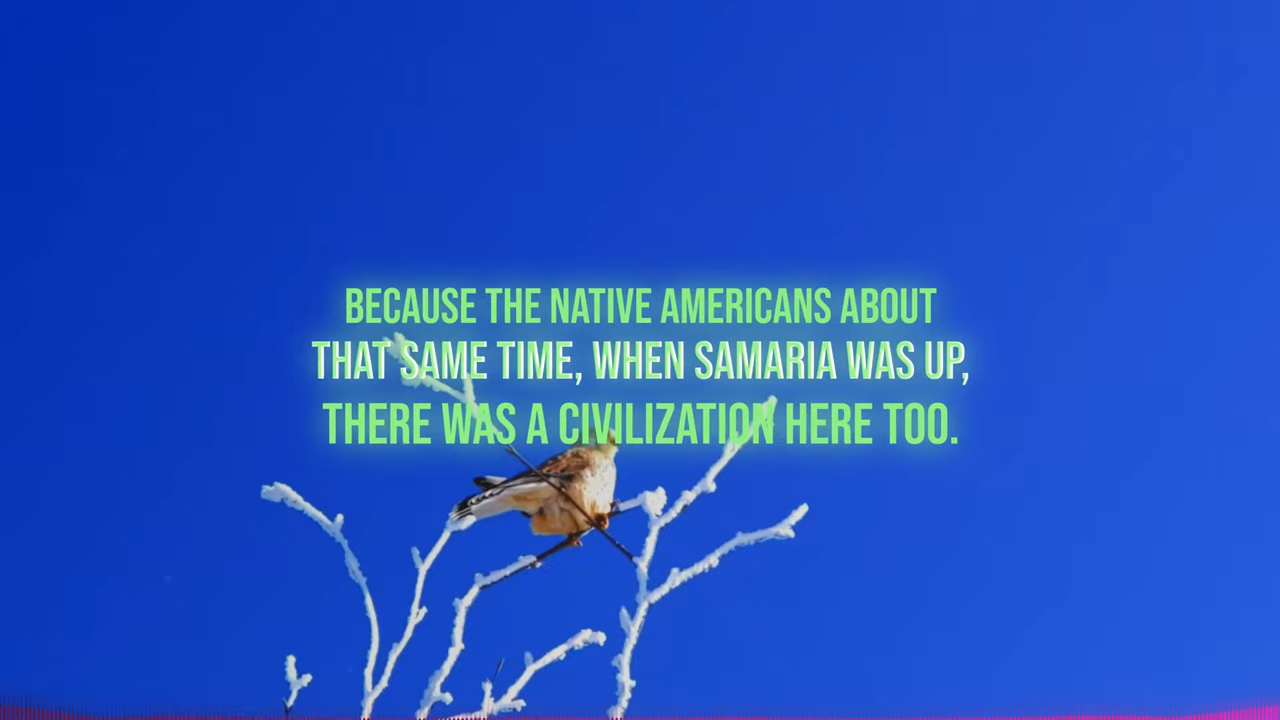 BECAUSE THE NATIVE AMERICANS ABOUT
THAT SAME TIME, WHEN SAMARIA WAS UP,
THERE WAS A CIVILIZATION HERE TOO.